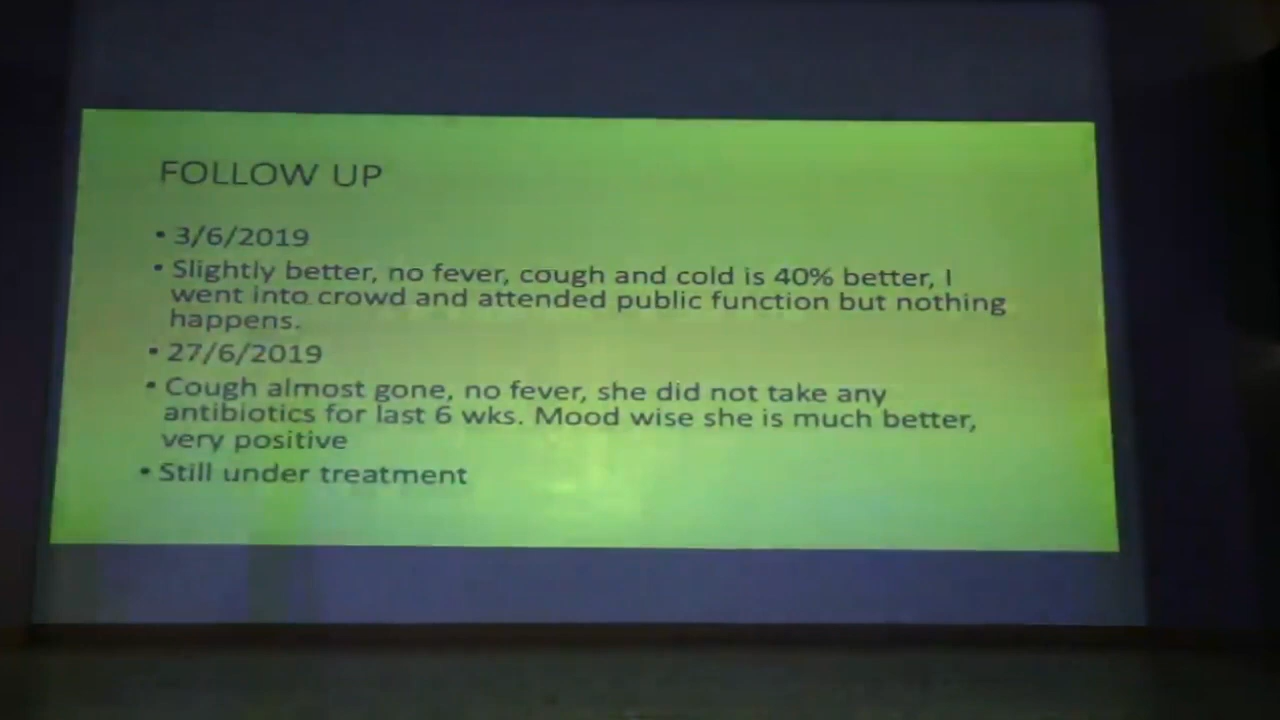 FOLLOW UP
• 3/6/2019
• Slightly better, no fever, cough and cold is 40% better, I
went into crowd and attended public function but nothing
happens.
• 27/6/2019
• Cough almost gone, no fever, she did not take any
antibiotics for last 6 wks. Mood wise she is much better,
very positive
• Still under treatment